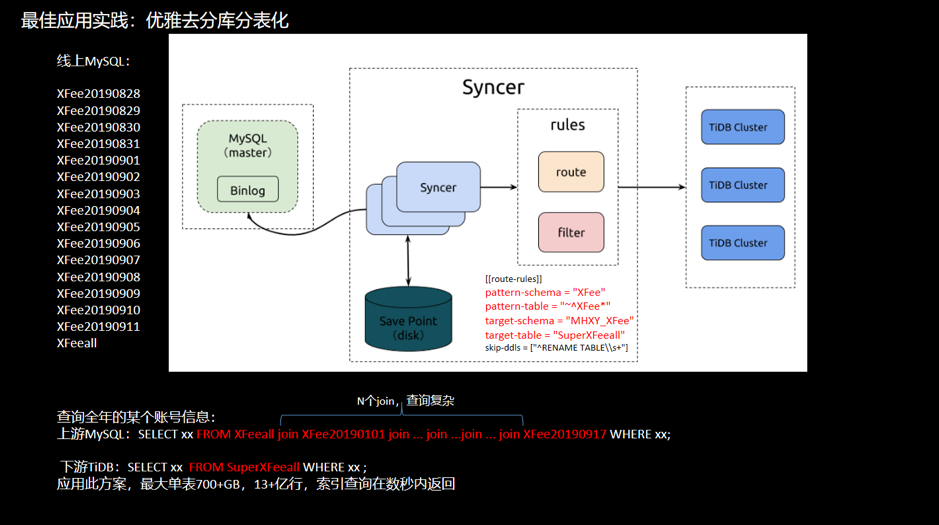 最佳应用实践：优雅去分库分表化
线上MySQL：
XFee20190828
XFee20190829
XFee20190830
XFee20190831
XFee20190901
XFee20190902
XFee20190903
XFee20190904
XFee20190905
XFee20190906
XFee20190907
XFee20190908
XFee20190909
XFee20190910
XFee20190911
XFeeall
Syncer
MySQL
（master）
Binlog
Syncer
Save Point
（disk）
rules
route
filter
[[route-rules]]
pattern-schema = "XFee"
pattern-table = "~^XFee*"
target-schema = "MHXY_XFee"
target-table = "SuperXFeeall"
skip-ddls = ["^RENAME TABLE\\s+"]
TiDB Cluster
TiDB Cluster
TiDB Cluster
N个join，查询复杂
查询全年的某个账号信息：
上游MySQL：SELECT xx FROM XFeeall join XFee20190101 join ... join ...join ... join XFee20190917 WHERE xx;
下游TiDB：SELECT xx FROM SuperXFeeall WHERE xx ;
应用此方案，最大单表700+GB，13+亿行，索引查询在数秒内返回